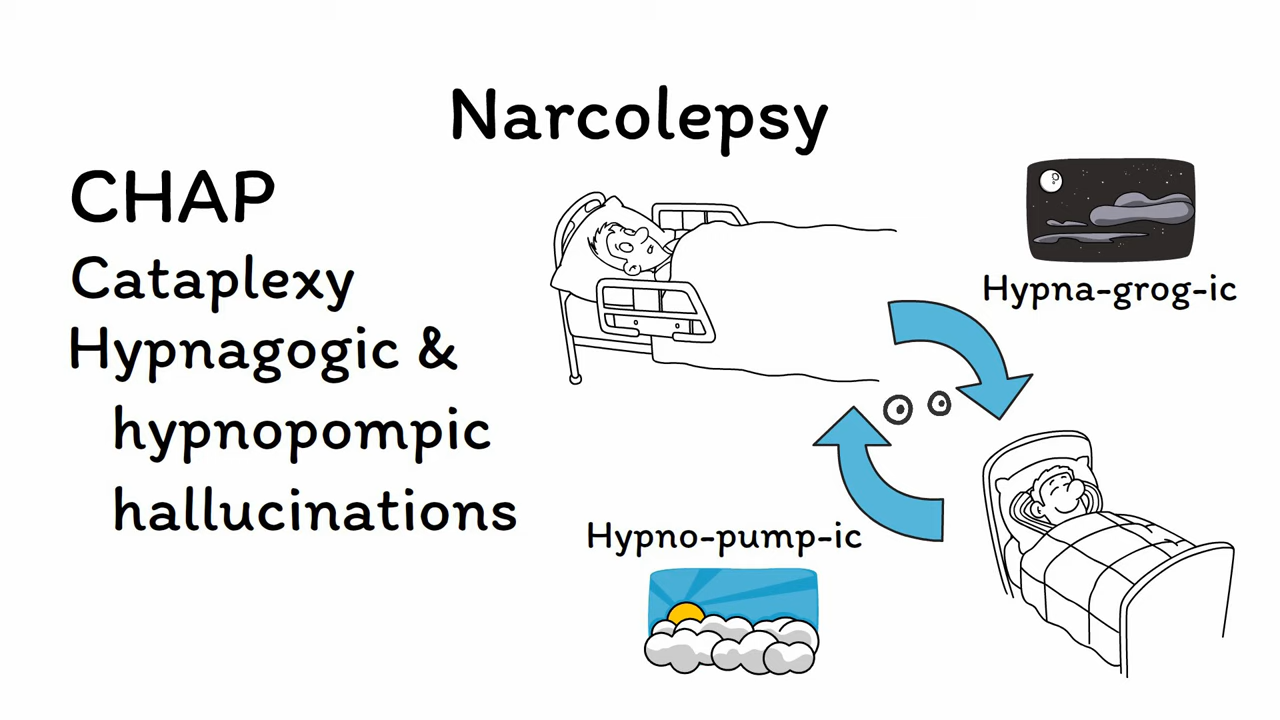 Narcolepsy
CHAP
Cataplexy
Hypnagogic &
hypnopompic
hallucinations
Hypna-grog-ic
Hypno-pump-ic